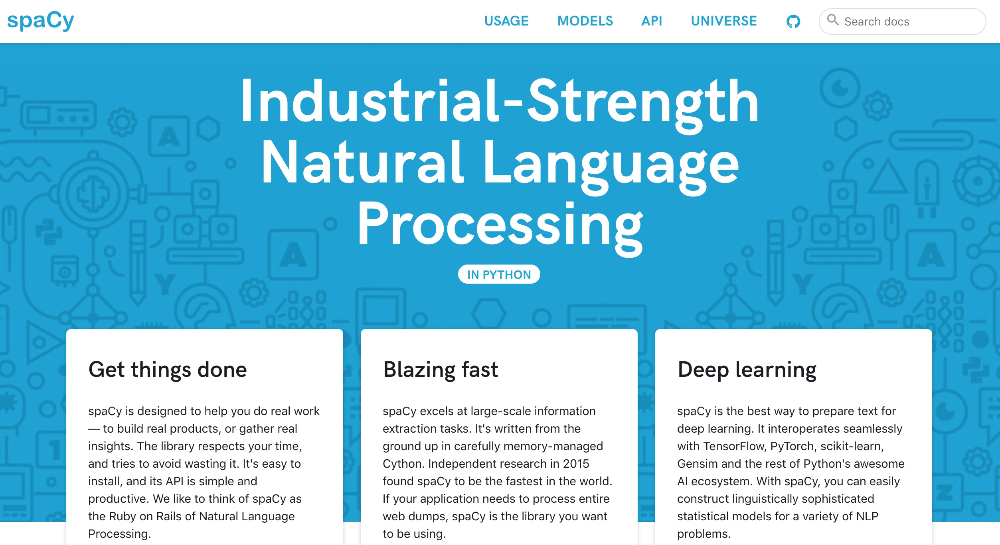 spaCy
USAGE MODELS API UNIVERSE Search docs
Industrial-Strength
Natural Language
Processing
IN PYTHON
Get things done
spaCy is designed to help you do real work
— to build real products, or gather real
insights. The library respects your time,
and tries to avoid wasting it. It's easy to
install, and its API is simple and
productive. We like to think of spaCy as
the Ruby on Rails of Natural Language
Processing.
Blazing fast
spaCy excels at large-scale information
extraction tasks. It's written from the
ground up in carefully memory-managed
Cython. Independent research in 2015
found spaCy to be the fastest in the world.
If your application needs to process entire
web dumps, spaCy is the library you want
to be using.
Deep learning
spaCy is the best way to prepare text for
deep learning. It interoperates seamlessly
with TensorFlow, PyTorch, scikit-learn,
Gensim and the rest of Python's awesome
AI ecosystem. With spaCy, you can easily
construct linguistically sophisticated
statistical models for a variety of NLP
problems.
A
A
Y
A
Y
1
Z